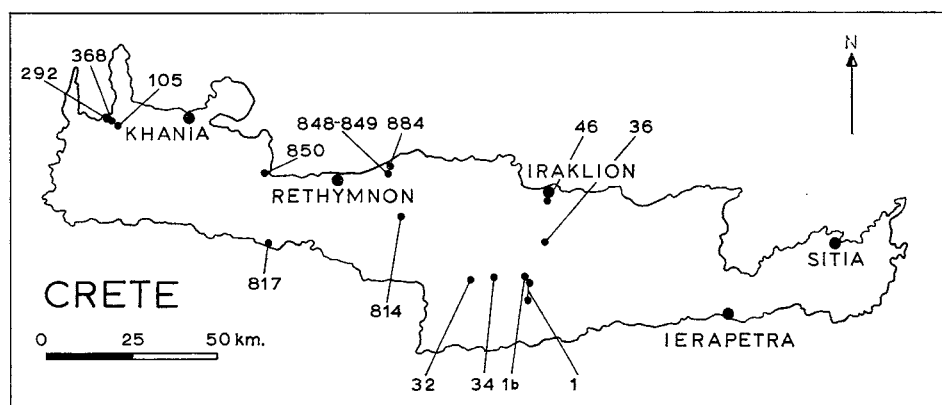 N
368
292
105
KHANIA
848-849
884
46
36
850
IRAKLION
RETHYMNON
SITIA
817
CRETE
814
0 25 50 km.
IERAPETRA
32
34
1b
1